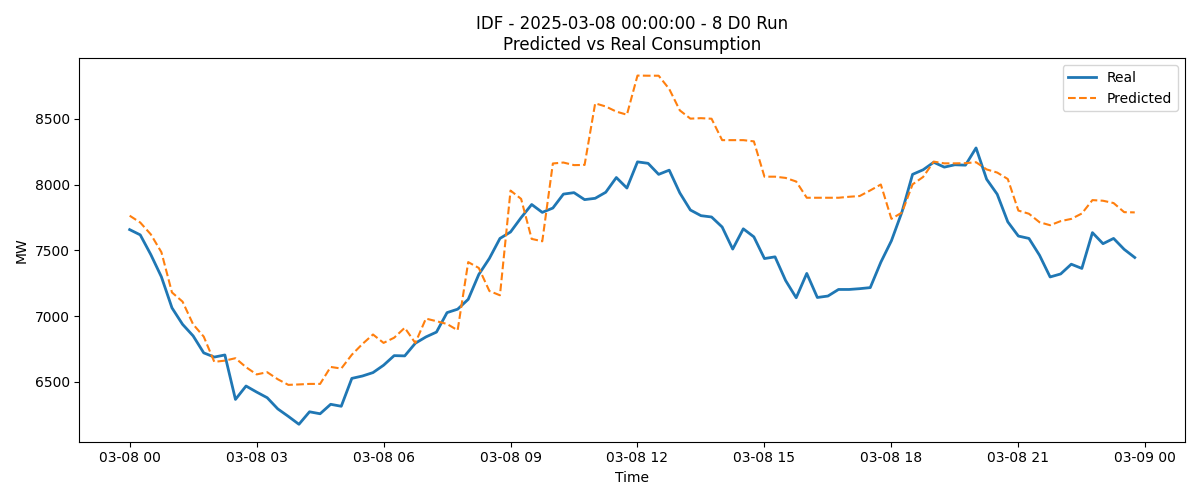 IDF - 2025-03-08 00:00:00 - 8 D0 Run
Predicted vs Real Consumption
Real
Predicted
MW
8500
8000
7500
7000
6500
03-08 00
03-08 03
03-08 06
03-08 09
03-08 12
03-08 15
03-08 18
03-08 21
03-09 00
Time